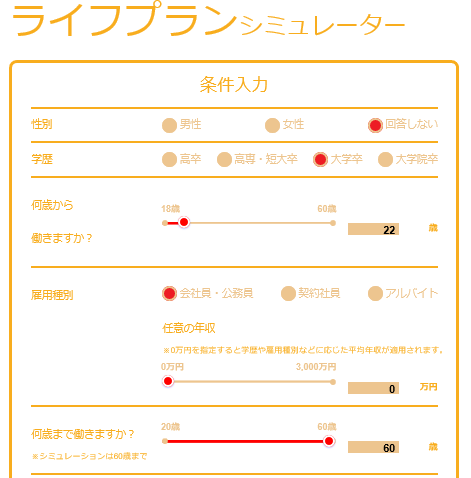 ライフプランシミュレーター
条件入力
性別 男性 女性 回答しない
学歴 高卒 高専・短大卒 大学卒 大学院卒
何歳から
18歳 60歳
22 歳
働きますか？
雇用種別 会社員・公務員 契約社員 アルバイト
任意の年収
※0万円を指定すると学歴や雇用種別などに応じた平均年収が適用されます。
0万円 3,000万円
0 万円
20歳 60歳
何歳まで働きますか？
60 歳
※シミュレーションは60歳まで